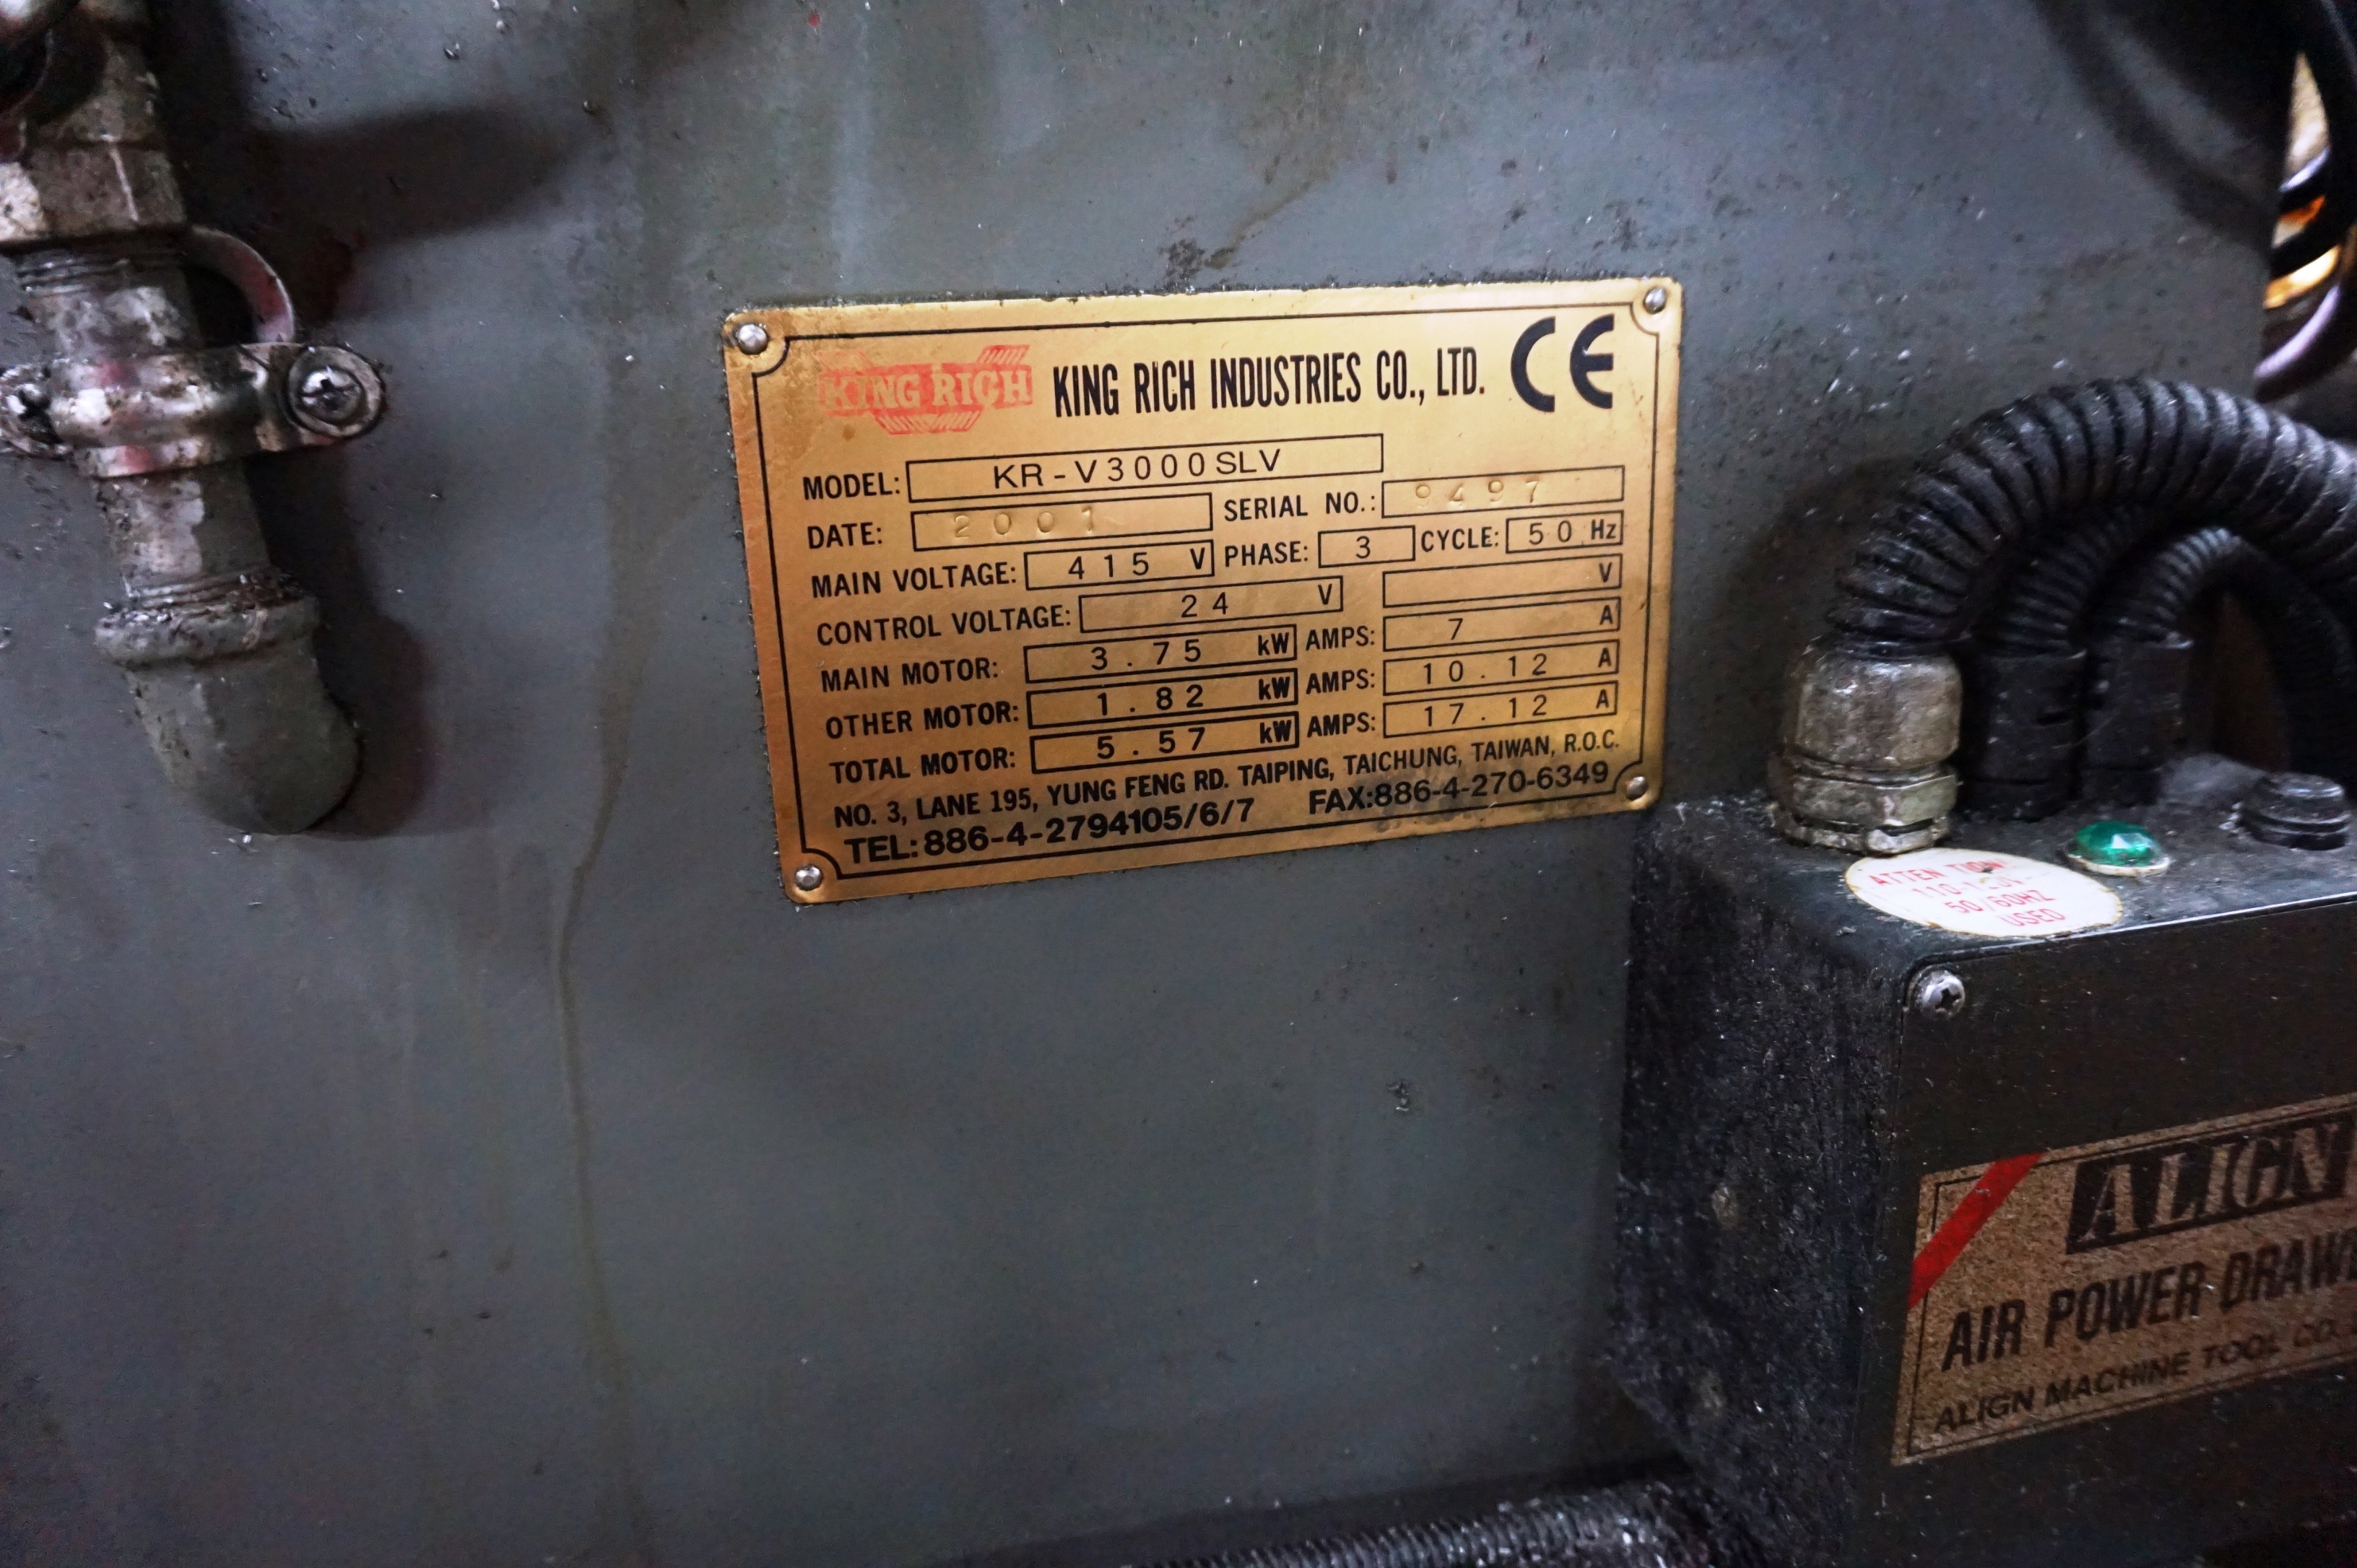 KING RICH KING RICH INDUSTRIES CO., LTD. CE
MODEL: KR-V3000SLV
DATE: 2001 SERIAL NO.: 9497
MAIN VOLTAGE: 415 V PHASE: 3 CYCLE: 50 Hz
CONTROL VOLTAGE: 24 V V
MAIN MOTOR: 3.75 kW AMPS: 7 A
OTHER MOTOR: 1.82 kW AMPS: 10.12 A
TOTAL MOTOR: 5.57 kW AMPS: 17.12 A
NO. 3, LANE 195, YUNG FENG RD. TAIPING, TAICHUNG, TAIWAN, R.O.C.
TEL:886-4-2794105/6/7 FAX:886-4-270-6349
ATTENTION
50/60HZ
USED
ALIGN
AIR POWER DRAW
ALIGN MACHINE TOOL CO.